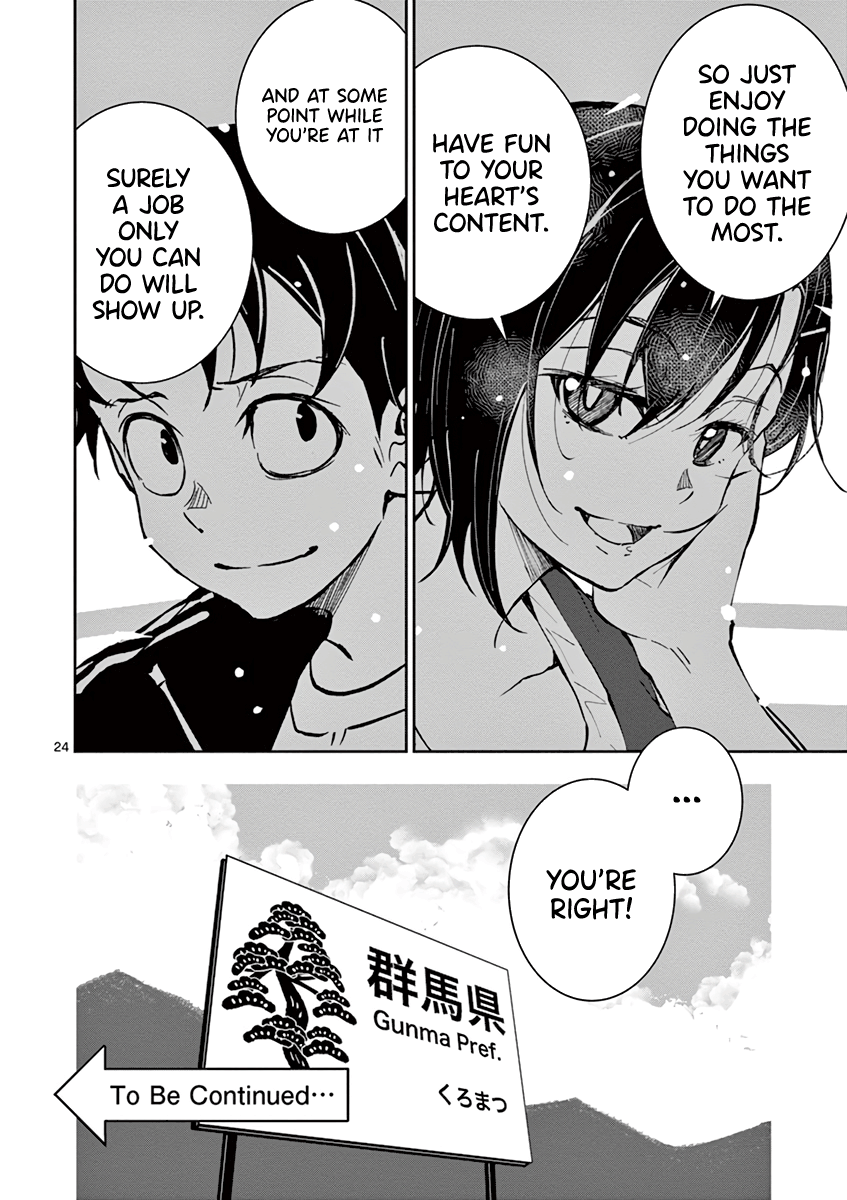 SO JUST
ENJOY
DOING THE
THINGS
YOU WANT
TO DO THE
MOST.
HAVE FUN
TO YOUR
HEART'S
CONTENT.
AND AT SOME
POINT WHILE
YOU'RE AT IT
SURELY
A JOB
ONLY
YOU CAN
DO WILL
SHOW UP.
24
...
YOU'RE
RIGHT!
群馬県
Gunma Pref.
くろまつ
To Be Continued…